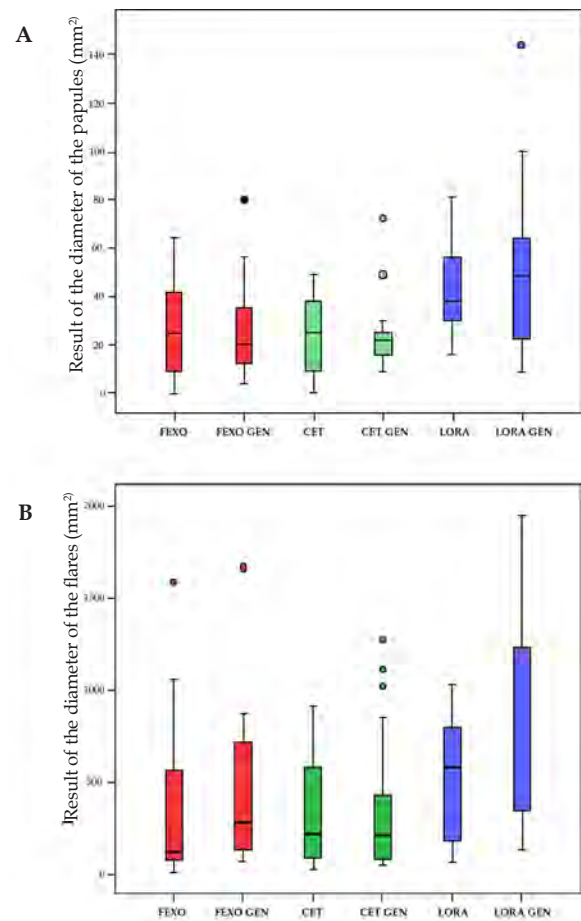 A
Result of the diameter of the papules (mm²)
140
120
100
80
60
40
20
0
FEXO
FEXO GEN
CET
CET GEN
LORA
LORA GEN
B
Result of the diameter of the flares (mm²)
2000
1500
1000
500
0
FEXO
FEXO GEN
CET
CET GEN
LORA
LORA GEN